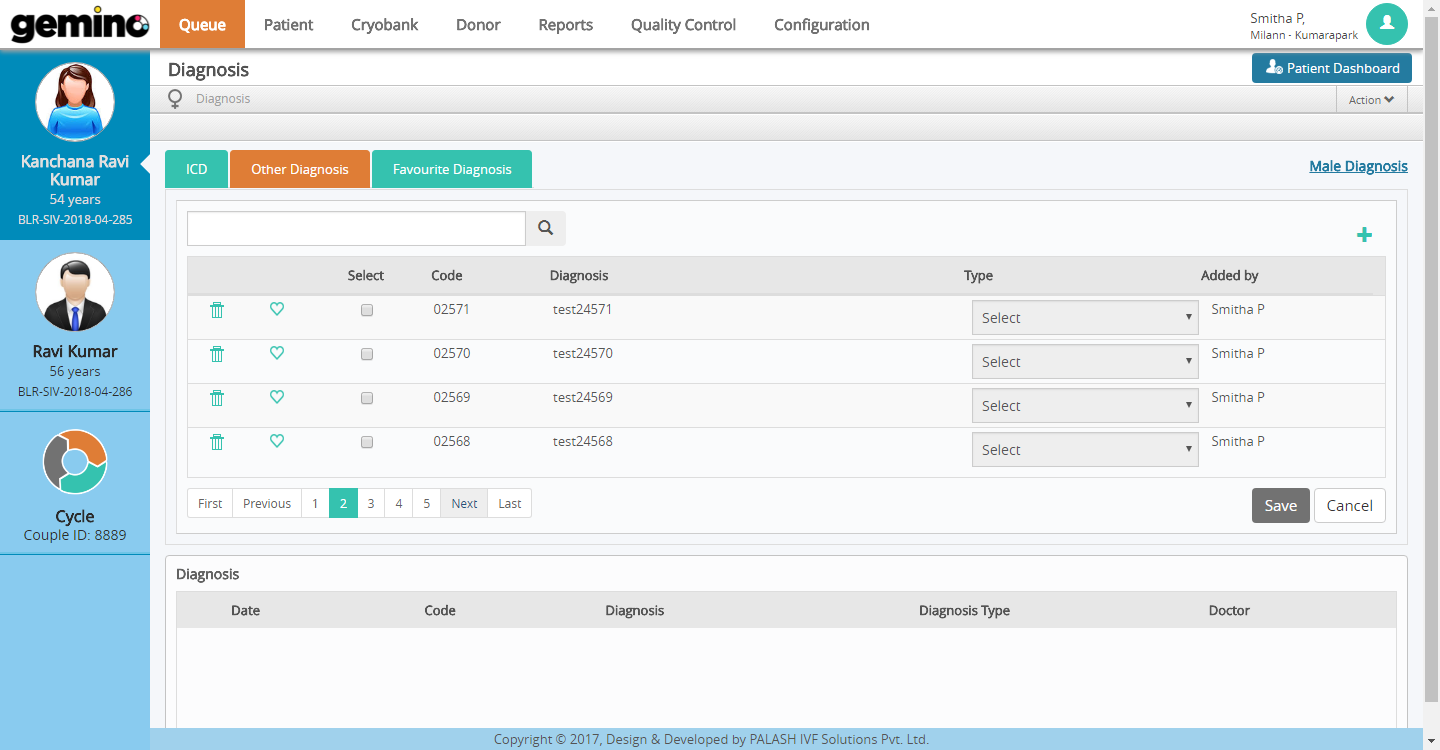 gemino
Queue Patient Cryobank Donor Reports Quality Control Configuration
Smitha P,
Milann - Kumarapark
Diagnosis
Patient Dashboard
Diagnosis
Action
Kanchana Ravi
Kumar
54 years
BLR-SIV-2018-04-285
Ravi Kumar
56 years
BLR-SIV-2018-04-286
Cycle
Couple ID: 8889
ICD Other Diagnosis Favourite Diagnosis
Male Diagnosis
Select Code Diagnosis Type Added by
02571 test24571 Select Smitha P
02570 test24570 Select Smitha P
02569 test24569 Select Smitha P
02568 test24568 Select Smitha P
First Previous 1 2 3 4 5 Next Last
Save Cancel
Diagnosis
Date Code Diagnosis Diagnosis Type Doctor
Copyright © 2017, Design & Developed by PALASH IVF Solutions Pvt. Ltd.